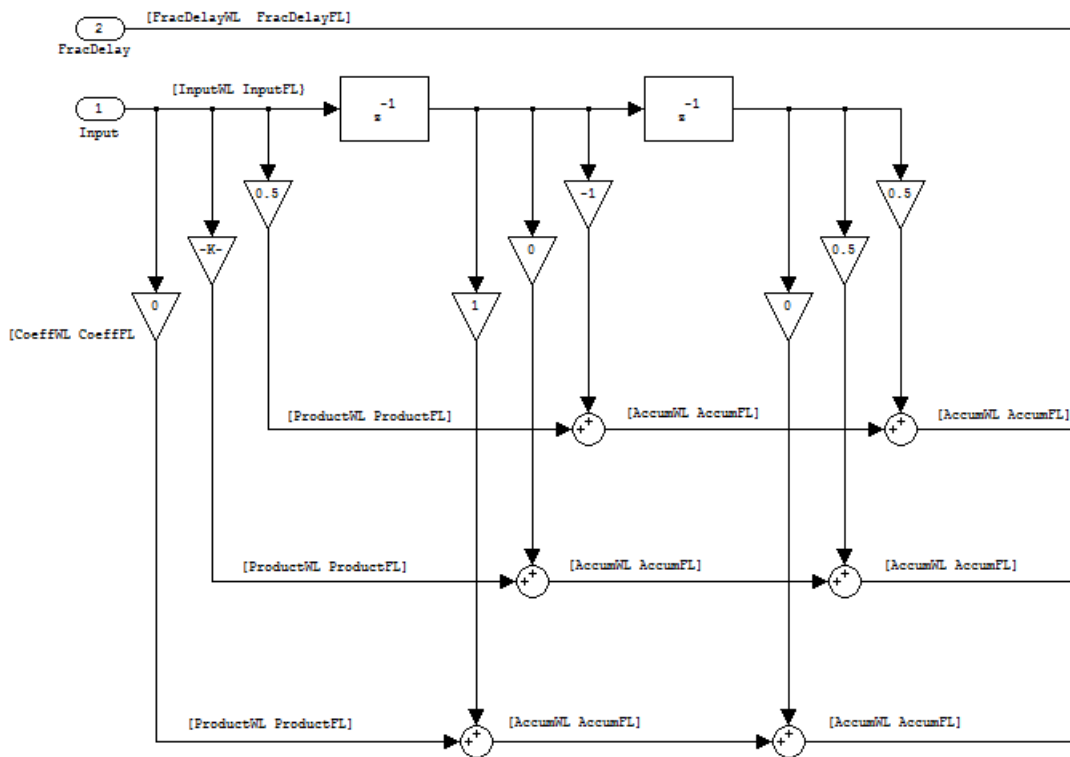 [FracDelayWL FracDelayFL]
2
FracDelay
[InputWL InputFL}
1
Input
z -1
z -1
0.5
-1
0.5
-K-
0
0.5
0
1
0
[CoeffWL CoeffFL
[ProductWL ProductFL]
[AccumWL AccumFL]
[AccumWL AccumFL]
+ +
+ +
[ProductWL ProductFL]
[AccumWL AccumFL]
[AccumWL AccumFL]
+ +
+ +
[ProductWL ProductFL]
[AccumWL AccumFL]
[AccumWL AccumFL]
+ +
+ +